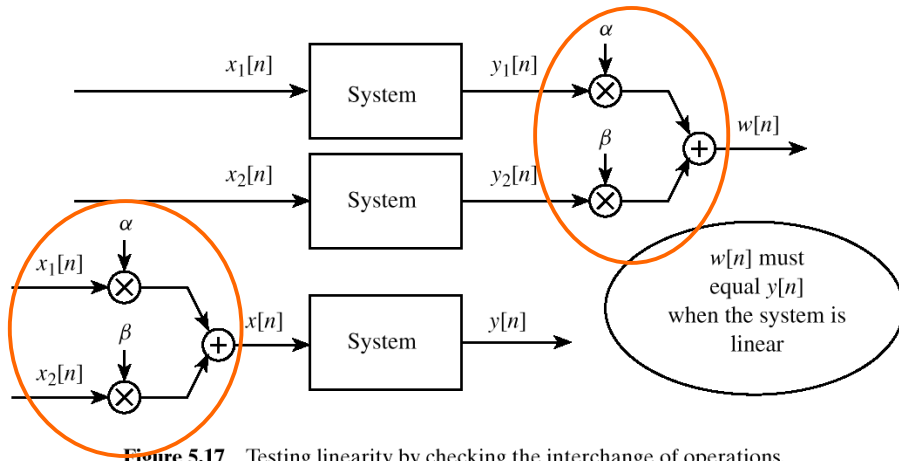 α
x₁[n] System y₁[n]
β w[n]
x₂[n] System y₂[n]
α
x₁[n]
β x[n] System y[n]
x₂[n]
w[n] must
equal y[n]
when the system is
linear
Figure 5.17 Testing linearity by checking the interchange of operations